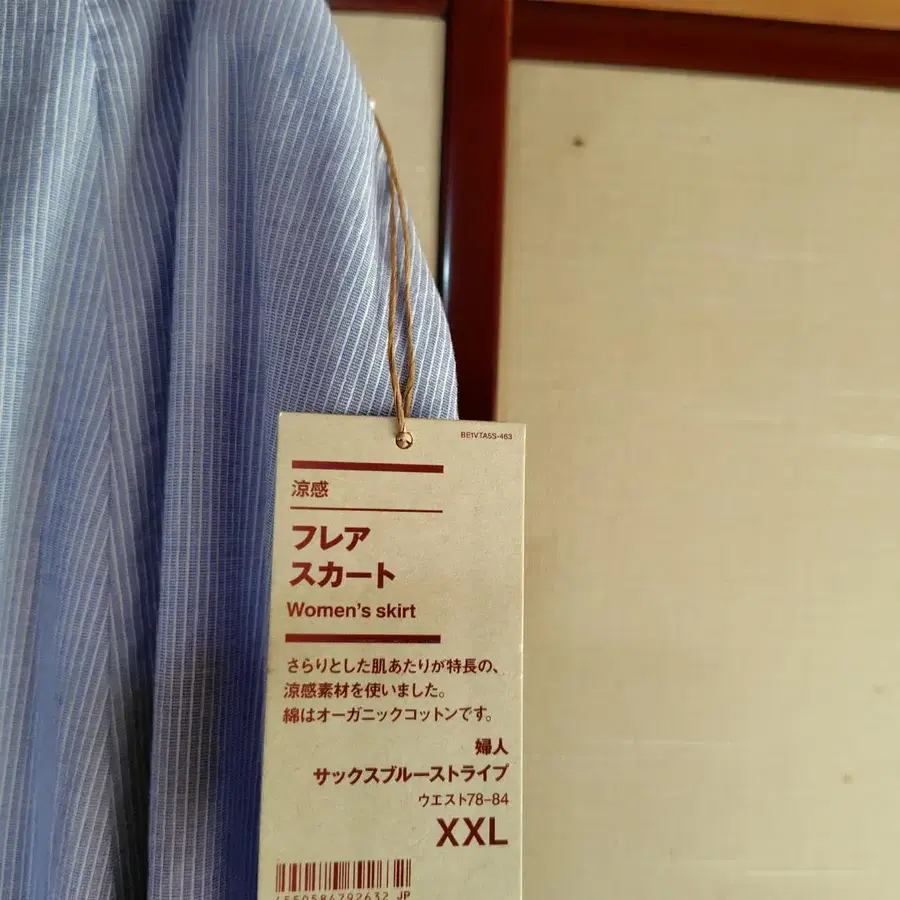 BE1VTA5S-463
涼感
フレア
スカート
Women's skirt
さらりとした肌あたりが特長の、
涼感素材を使いました。
綿はオーガニックコットンです。
婦人
サックスブルーストライプ
ウエスト78-84
XXL
4550584792632 JP